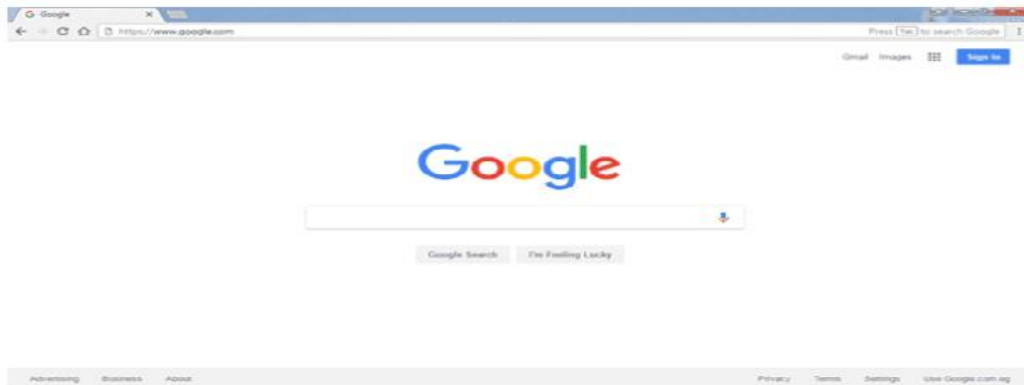 Google
https://www.google.com Press Tab to search Google
Gmail Images Sign in
Google
Google Search I'm Feeling Lucky
Advertising Business About Privacy Terms Settings Use Google.com